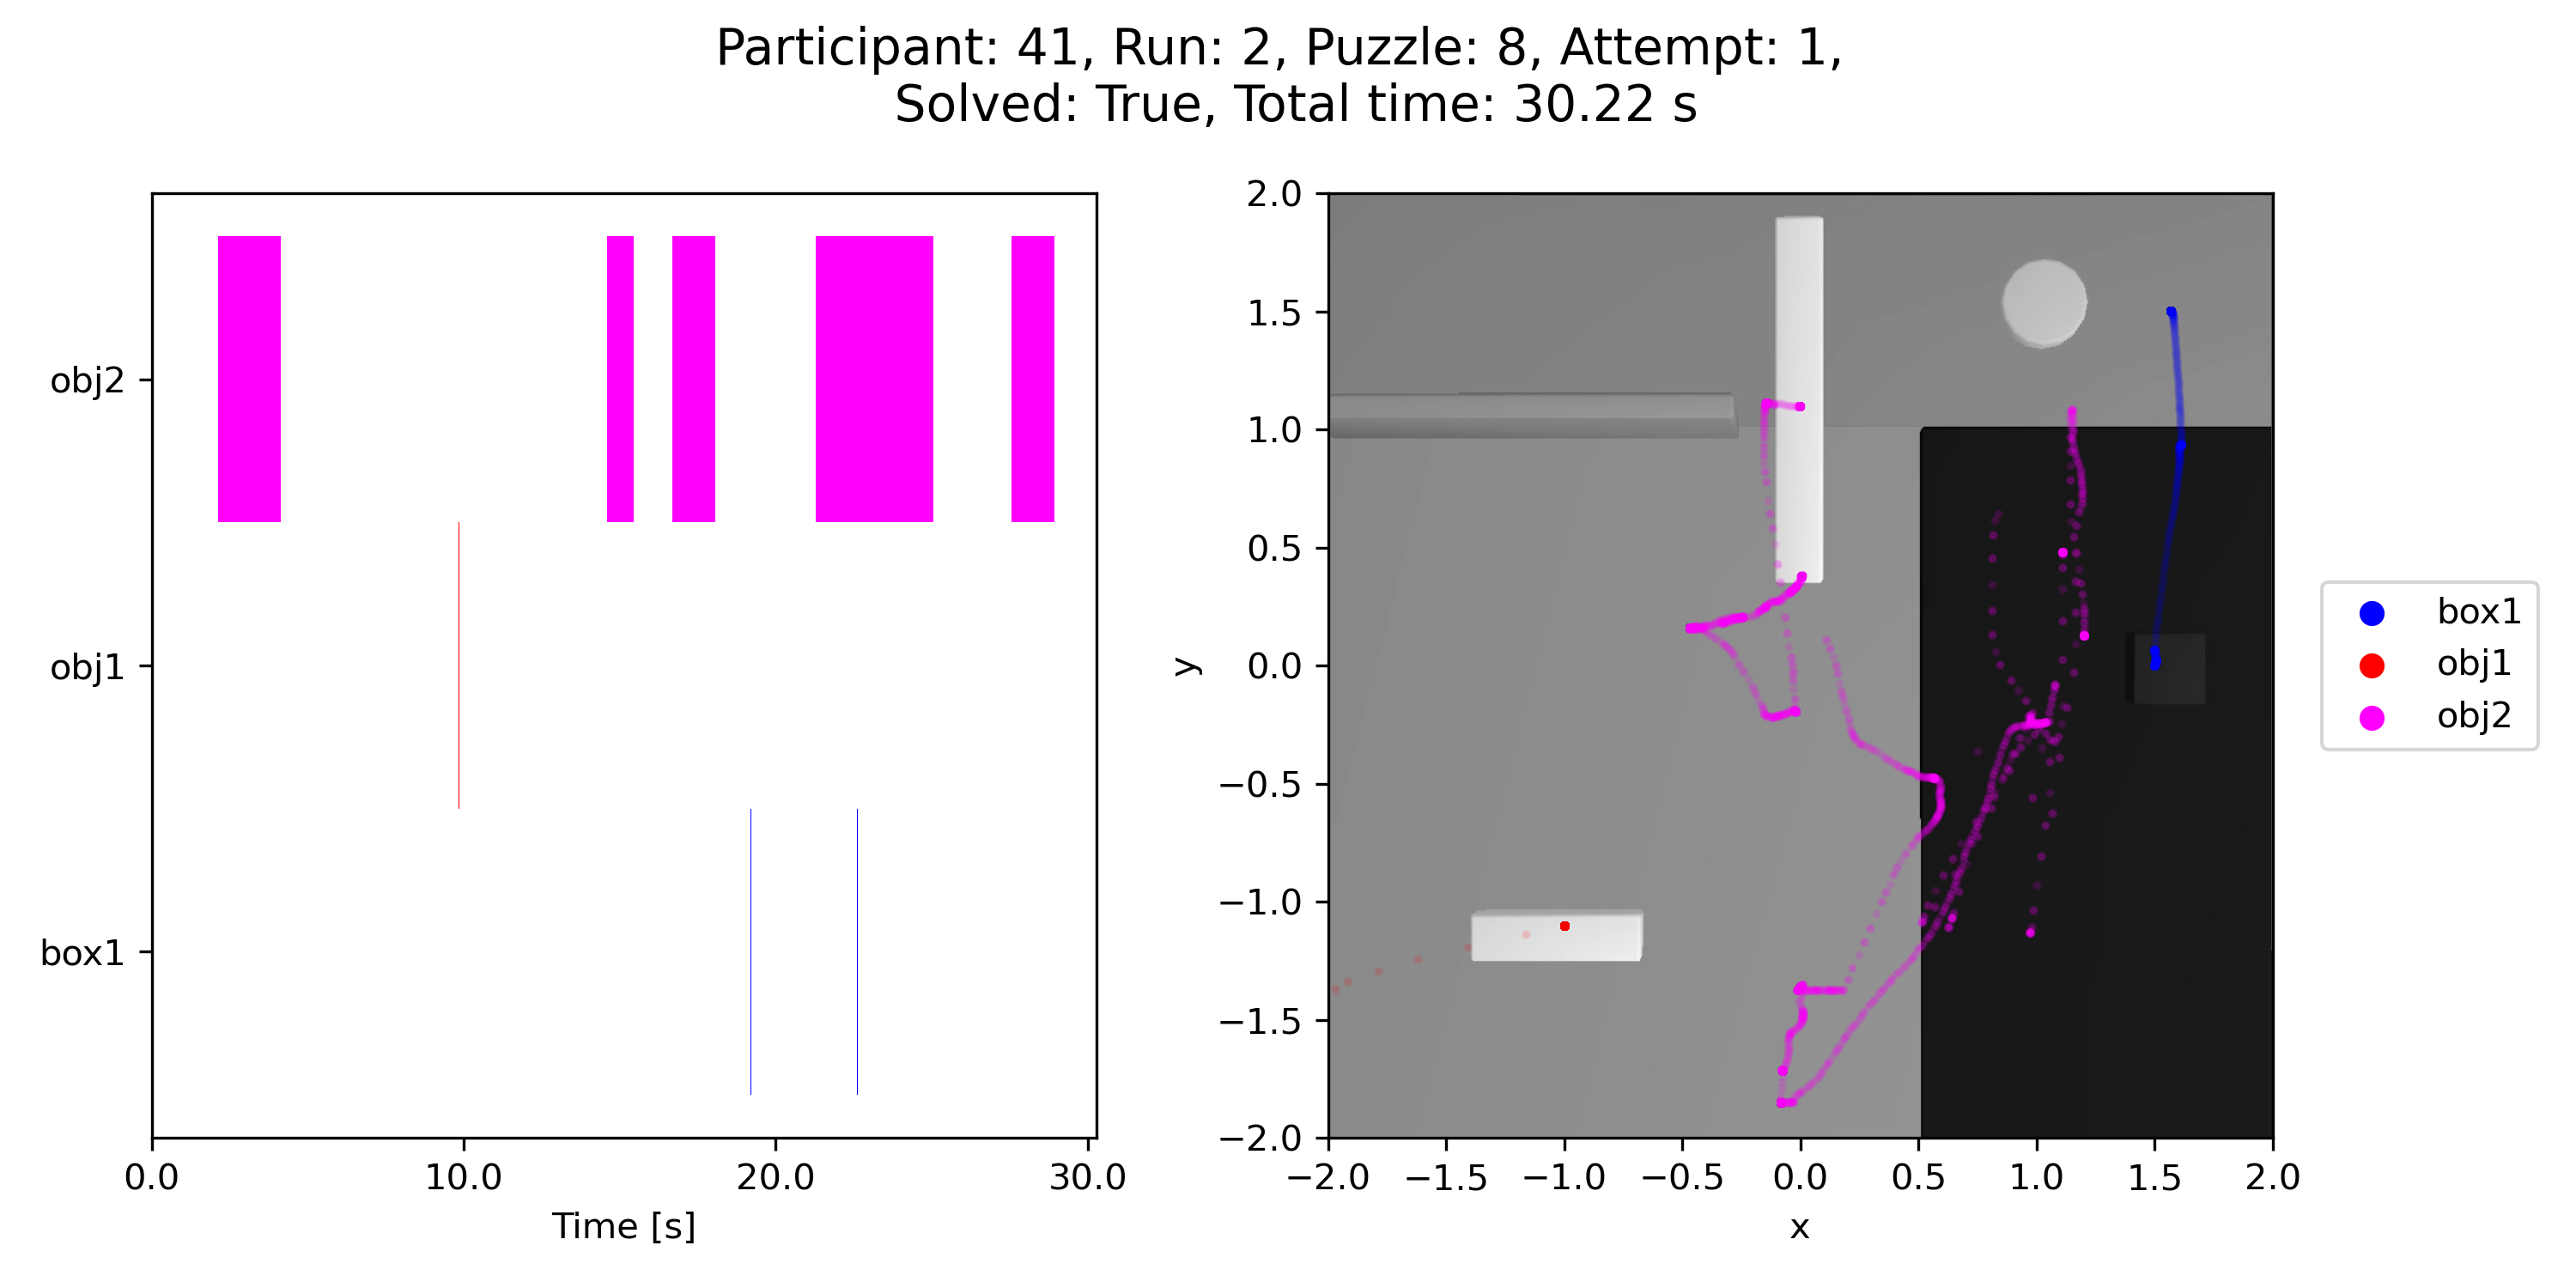 Participant: 41, Run: 2, Puzzle: 8, Attempt: 1,
Solved: True, Total time: 30.22 s
obj2
obj1
box1
0.0 10.0 20.0 30.0
Time [s]
2.0
1.5
1.0
0.5
0.0
−0.5
−1.0
−1.5
−2.0
y
−2.0 −1.5 −1.0 −0.5 0.0 0.5 1.0 1.5 2.0
x
box1
obj1
obj2